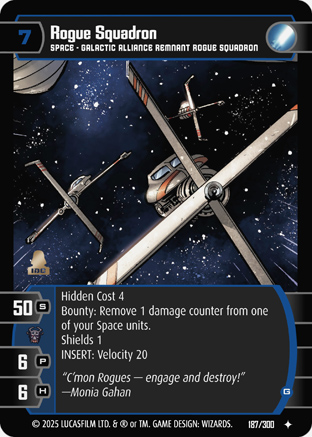 7
Rogue Squadron
SPACE - GALACTIC ALLIANCE REMNANT ROGUE SQUADRON
IDC
50 S
6 P
6 H
Hidden Cost 4
Bounty: Remove 1 damage counter from one
of your Space units.
Shields 1
INSERT: Velocity 20
“C’mon Rogues — engage and destroy!”
—Monia Gahan
G
© 2025 LUCASFILM LTD. & ® OR TM. GAME DESIGN: WIZARDS.
187/300